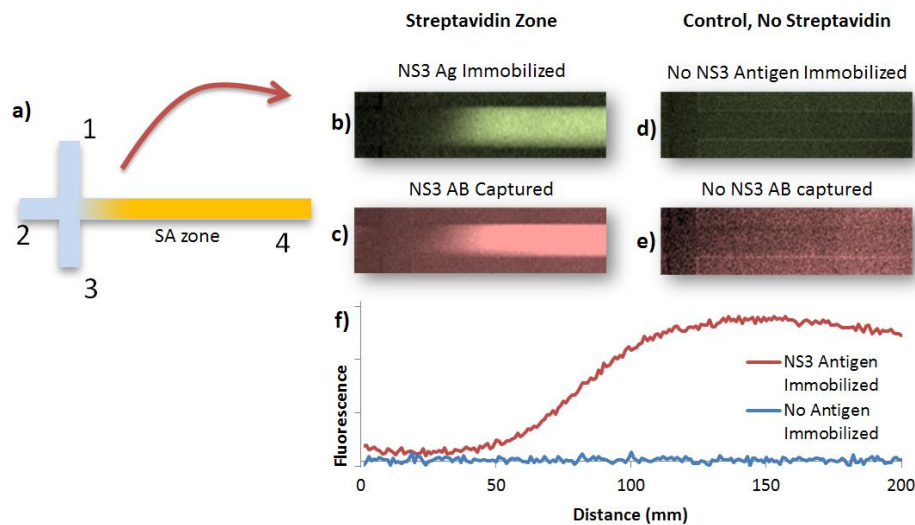 Streptavidin Zone
Control, No Streptavidin
a)
1
2
3
4
SA zone
NS3 Ag Immobilized
b)
No NS3 Antigen Immobilized
d)
NS3 AB Captured
c)
No NS3 AB captured
e)
f)
Fluorescence
NS3 Antigen
Immobilized
No Antigen
Immobilized
0
50
100
150
200
Distance (mm)